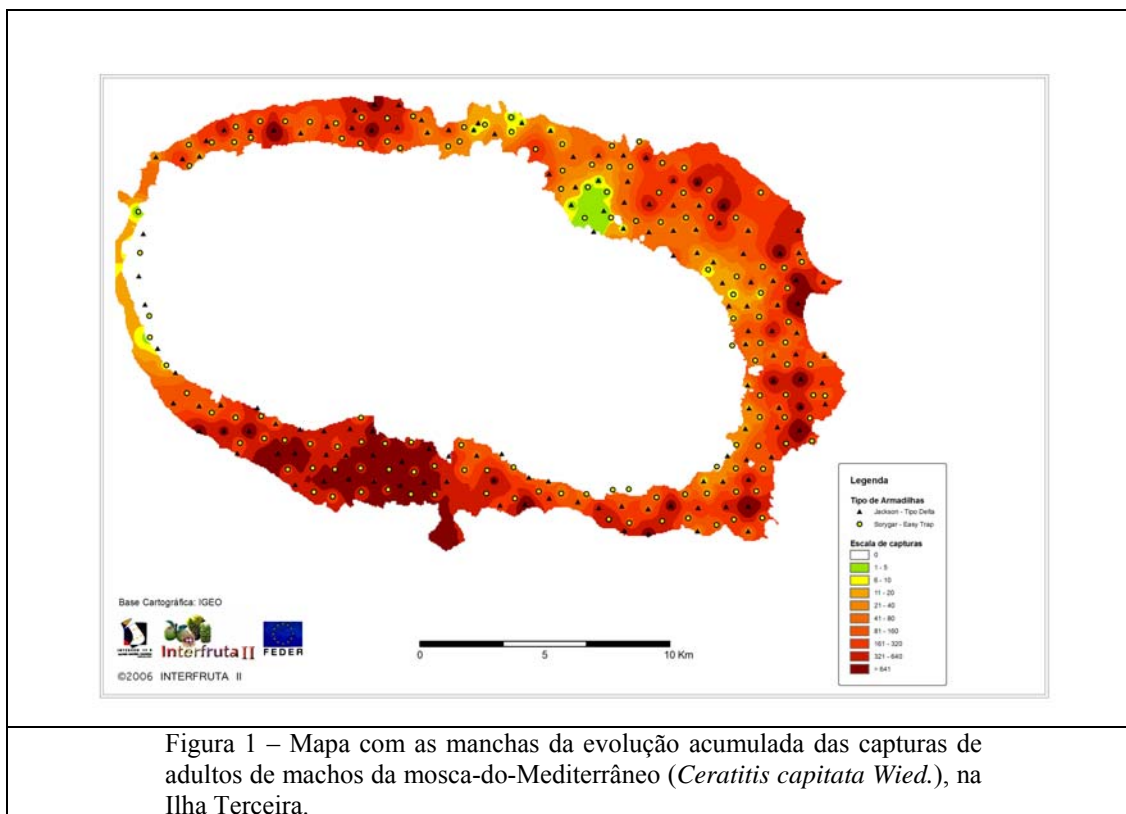 Legenda
Tipo de Armadilhas
Jackson - Tipo Delta
Sorygar - Easy Trap
Escala de capturas
0
1 - 5
6 - 10
11 - 20
21 - 40
41 - 80
81 - 160
161 - 320
321 - 640
> 641
Base Cartográfica: IGEO
Interfruta II
FEDER
©2006 INTERFRUTA II
0 5 10 Km
Figura 1 – Mapa com as manchas da evolução acumulada das capturas de
adultos de machos da mosca-do-Mediterrâneo (Ceratitis capitata Wied.), na
Ilha Terceira.